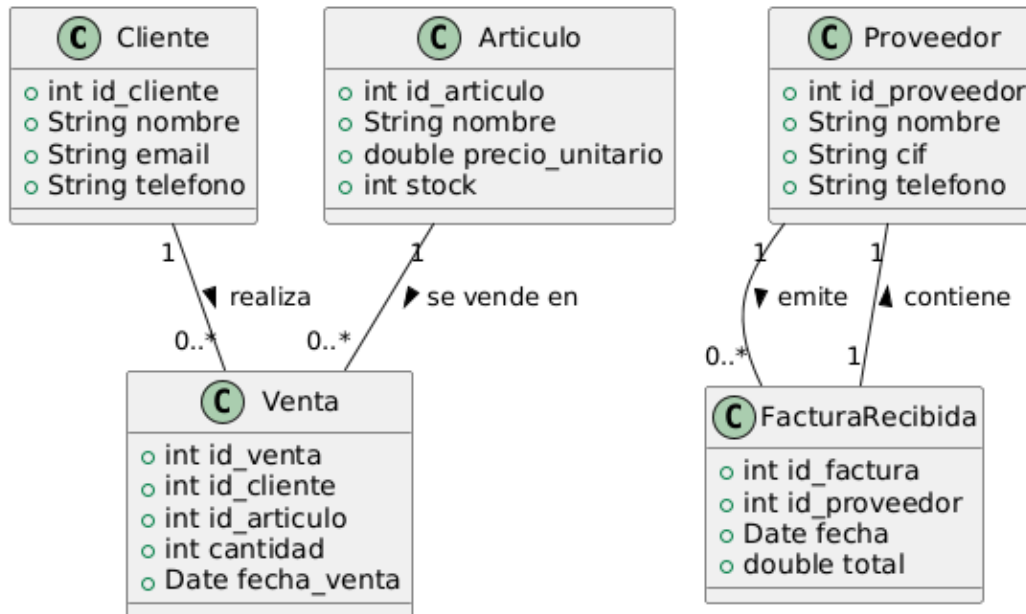 C Cliente
int id_cliente
String nombre
String email
String telefono
C Articulo
int id_articulo
String nombre
double precio_unitario
int stock
C Proveedor
int id_proveedor
String nombre
String cif
String telefono
1
realiza
0..*
1
se vende en
0..*
1
emite
0..*
1
contiene
1
C Venta
int id_venta
int id_cliente
int id_articulo
int cantidad
Date fecha_venta
C FacturaRecibida
int id_factura
int id_proveedor
Date fecha
double total